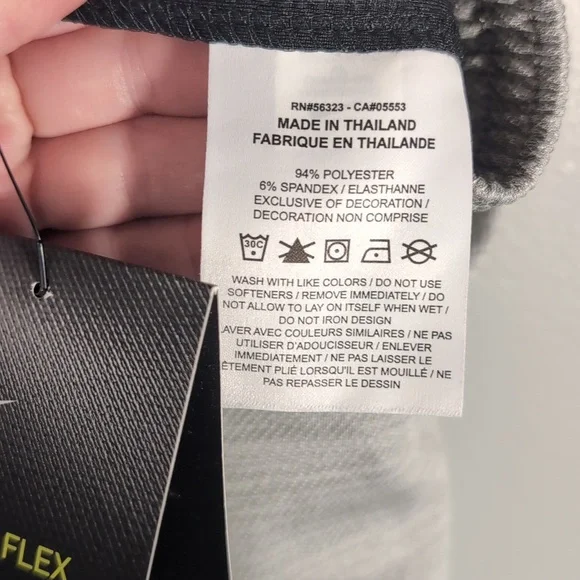 RN#56323 - CA#05553
MADE IN THAILAND
FABRIQUE EN THAILANDE
94% POLYESTER
6% SPANDEX / ELASTHANNE
EXCLUSIVE OF DECORATION /
DECORATION NON COMPRISE
30C
WASH WITH LIKE COLORS / DO NOT USE
SOFTENERS / REMOVE IMMEDIATELY / DO
NOT ALLOW TO LAY ON ITSELF WHEN WET /
DO NOT IRON DESIGN
LAVER AVEC COULEURS SIMILAIRES / NE PAS
UTILISER D'ADOUCISSEUR / ENLEVER
IMMEDIATEMENT / NE PAS LAISSER LE
ÊTEMENT PLIÉ LORSQU'IL EST MOUILLÉ / NE
PAS REPASSER LE DESSIN
FLEX